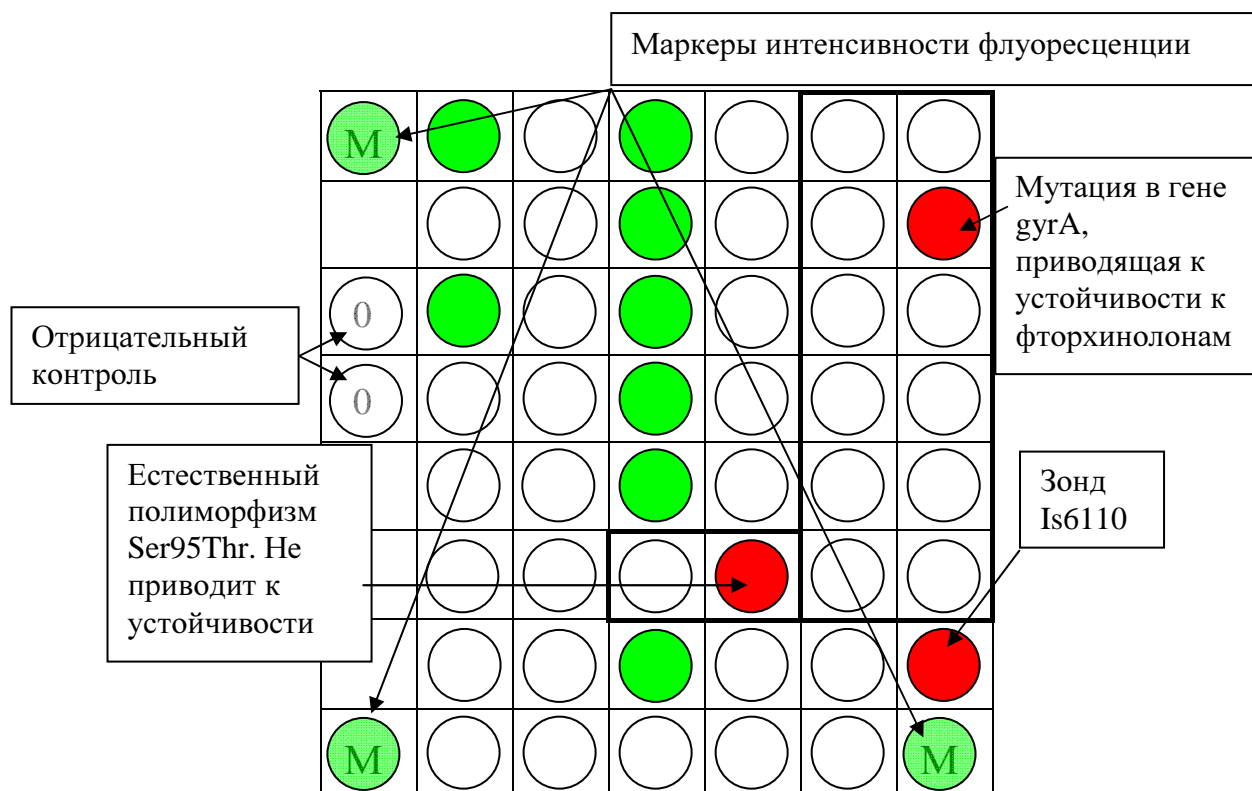 Маркеры интенсивности флуоресценции
М
Мутация в гене
gyrA,
приводящая к
устойчивости к
фторхинолонам
0
Отрицательный
контроль
0
Естественный
полиморфизм
Ser95Thr. Не
приводит к
устойчивости
Зонд
Is6110
М
М